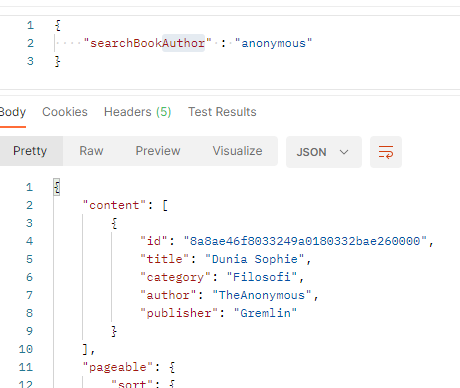 1 {
2 "searchBookAuthor" : "anonymous"
3 }
Body Cookies Headers (5) Test Results
Pretty Raw Preview Visualize JSON
1 {
2 "content": [
3 {
4 "id": "8a8ae46f8033249a0180332bae260000",
5 "title": "Dunia Sophie",
6 "category": "Filosofi",
7 "author": "TheAnonymous",
8 "publisher": "Gremlin"
9 }
10 ],
11 "pageable": {
12 "sort": {